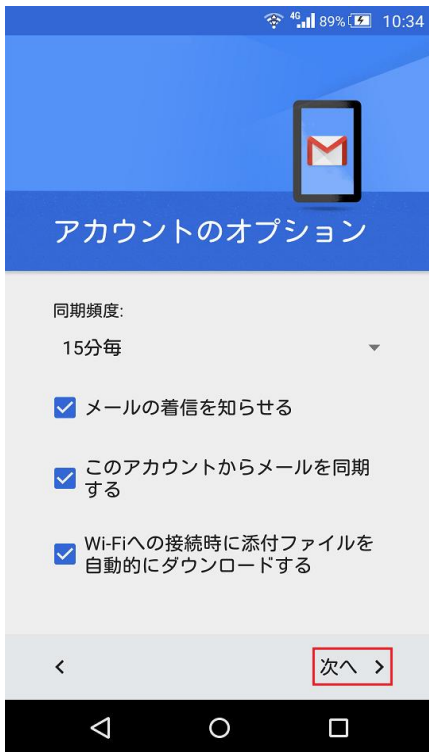 4G 89% 10:34
アカウントのオプション
同期頻度:
15分毎
メールの着信を知らせる
このアカウントからメールを同期
する
Wi-Fiへの接続時に添付ファイルを
自動的にダウンロードする
次へ